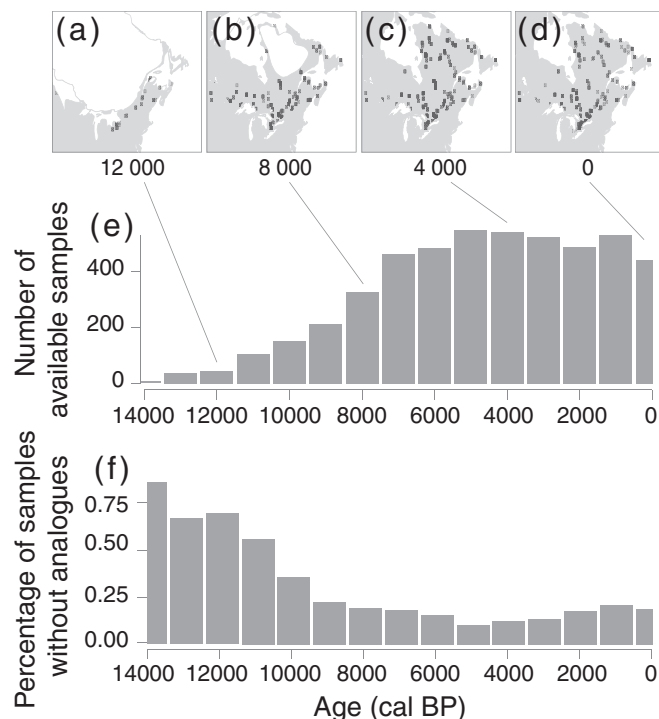 (a) (b) (c) (d)
12 000 8 000 4 000 0
(e)
Number of
available samples
400
200
0
14000 12000 10000 8000 6000 4000 2000 0
(f)
Percentage of samples
without analogues
0.75
0.50
0.25
0.00
14000 12000 10000 8000 6000 4000 2000 0
Age (cal BP)